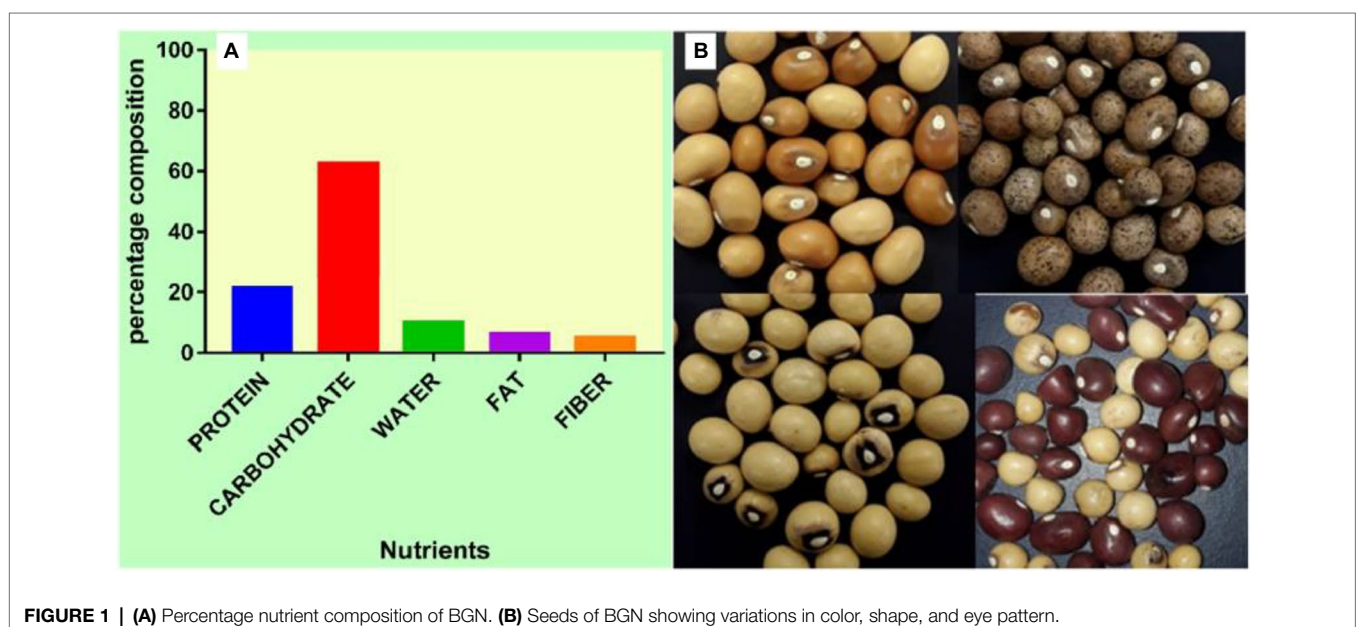 A
100
80
60
40
20
0
percentage composition
PROTEIN
CARBOHYDRATE
WATER
FAT
FIBER
Nutrients
B
FIGURE 1 | (A) Percentage nutrient composition of BGN. (B) Seeds of BGN showing variations in color, shape, and eye pattern.